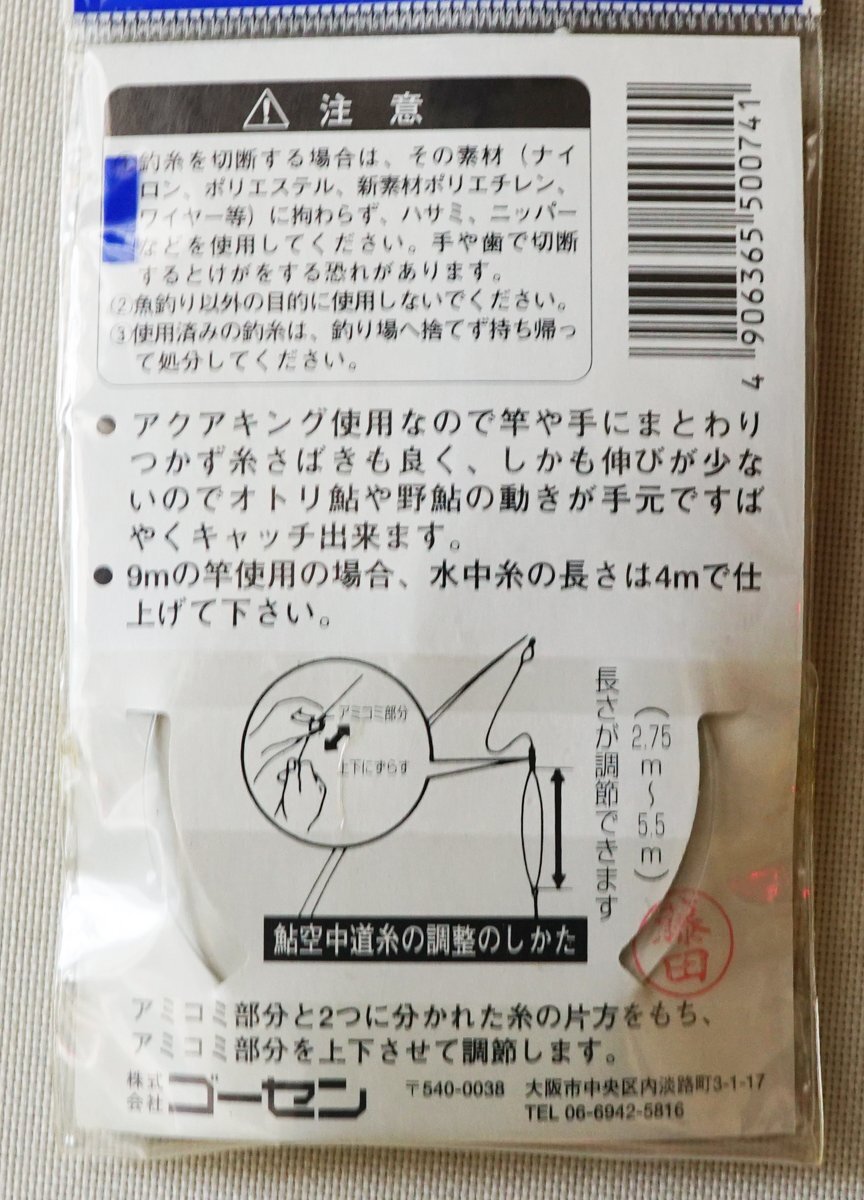 注意
①釣糸を切断する場合は、その素材（ナイ
ロン、ポリエステル、新素材ポリエチレン、
ワイヤー等）に拘わらず、ハサミ、ニッパー
などを使用してください。手や歯で切断
するとけがをする恐れがあります。
②魚釣り以外の目的に使用しないでください。
③使用済みの釣糸は、釣り場へ捨てず持ち帰っ
て処分してください。
4 906365 500741
● アクアキング使用なので竿や手にまとわり
つかず糸さばきも良く、しかも伸びが少な
いのでオトリ鮎や野鮎の動きが手元ですば
やくキャッチ出来ます。
● 9mの竿使用の場合、水中糸の長さは4mで仕
上げて下さい。
アミコミ部分
上下にずらす
（2.75m〜5.5m）
長さが調節できます
鮎空中道糸の調整のしかた
藤田
アミコミ部分と2つに分かれた糸の片方をもち、
アミコミ部分を上下させて調節します。
株式会社ゴーセン
〒540-0038 大阪市中央区内淡路町3-1-17
TEL 06-6942-5816